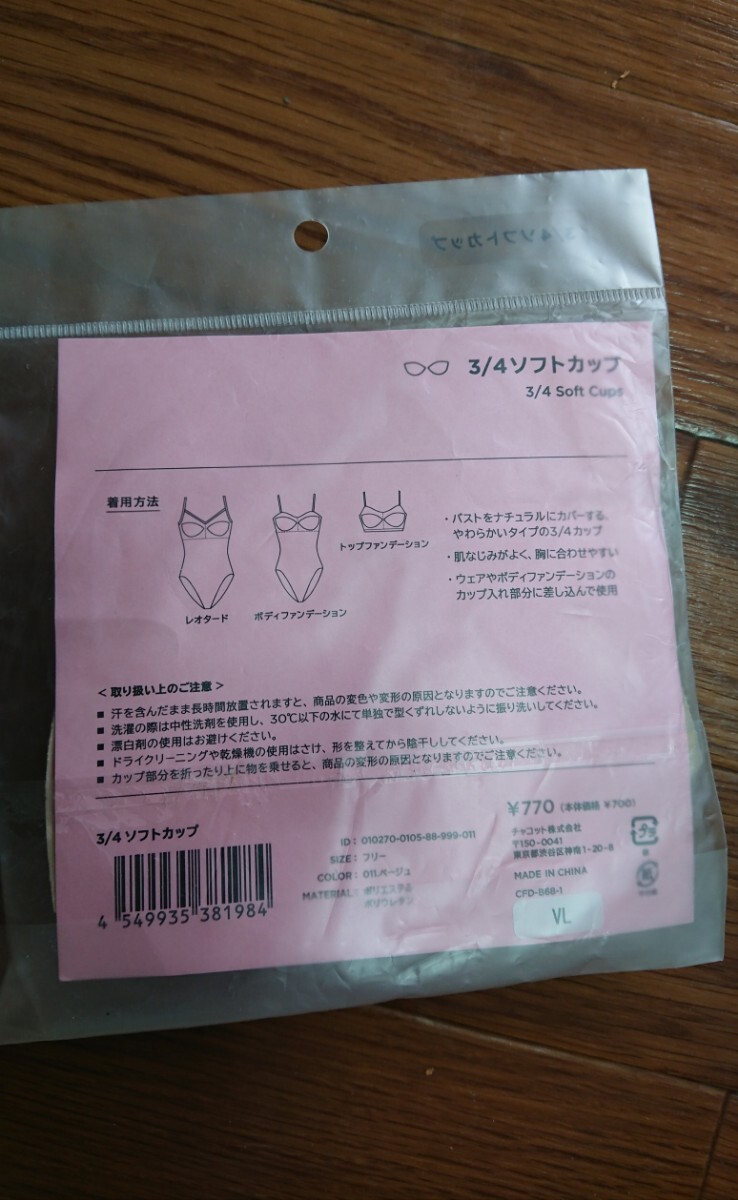 3/4ソフトカップ
3/4ソフトカップ
3/4 Soft Cups
着用方法
レオタード
ボディファンデーション
トップファンデーション
・バストをナチュラルにカバーする、
やわらかいタイプの3/4カップ
・肌なじみがよく、胸に合わせやすい
・ウェアやボディファンデーションの
カップ入れ部分に差し込んで使用
< 取り扱い上のご注意 >
■ 汗を含んだまま長時間放置されますと、商品の変色や変形の原因となりますのでご注意ください。
■ 洗濯の際は中性洗剤を使用し、30℃以下の水にて単独で型くずれしないように振り洗いしてください。
■ 漂白剤の使用はお避けください。
■ ドライクリーニングや乾燥機の使用はさけ、形を整えてから陰干ししてください。
■ カップ部分を折ったり上に物を乗せると、商品の変形の原因となりますのでご注意ください。
3/4 ソフトカップ
4 549935 381984
ID: 010270-0105-88-999-011
SIZE: フリー
COLOR: 011.ベージュ
MATERIAL: ポリエステル
ポリウレタン
¥770 (本体価格 ¥700)
チャコット株式会社
〒150-0041
東京都渋谷区神南1-20-8
MADE IN CHINA
CFD-B6B-1
VL
プラ